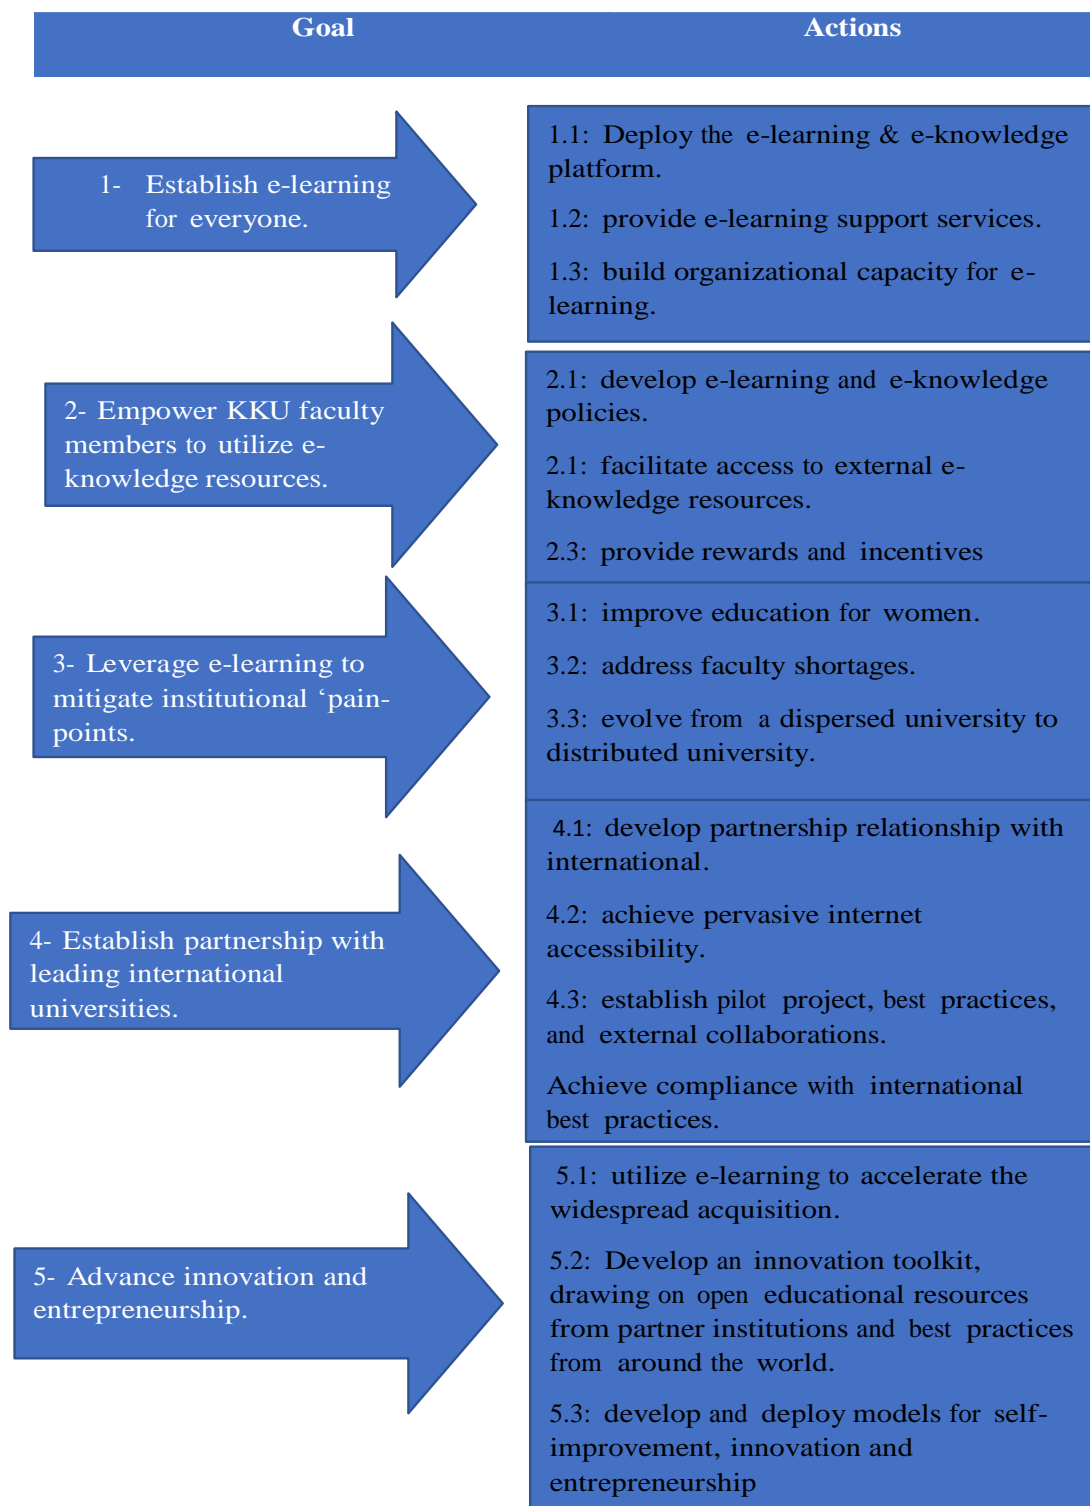 Goal
Actions
1- Establish e-learning
for everyone.
1.1: Deploy the e-learning & e-knowledge
platform.
1.2: provide e-learning support services.
1.3: build organizational capacity for e-
learning.
2- Empower KKU faculty
members to utilize e-
knowledge resources.
2.1: develop e-learning and e-knowledge
policies.
2.1: facilitate access to external e-
knowledge resources.
2.3: provide rewards and incentives
3- Leverage e-learning to
mitigate institutional ‘pain-
points.
3.1: improve education for women.
3.2: address faculty shortages.
3.3: evolve from a dispersed university to
distributed university.
4- Establish partnership with
leading international
universities.
4.1: develop partnership relationship with
international.
4.2: achieve pervasive internet
accessibility.
4.3: establish pilot project, best practices,
and external collaborations.
Achieve compliance with international
best practices.
5- Advance innovation and
entrepreneurship.
5.1: utilize e-learning to accelerate the
widespread acquisition.
5.2: Develop an innovation toolkit,
drawing on open educational resources
from partner institutions and best practices
from around the world.
5.3: develop and deploy models for self-
improvement, innovation and
entrepreneurship